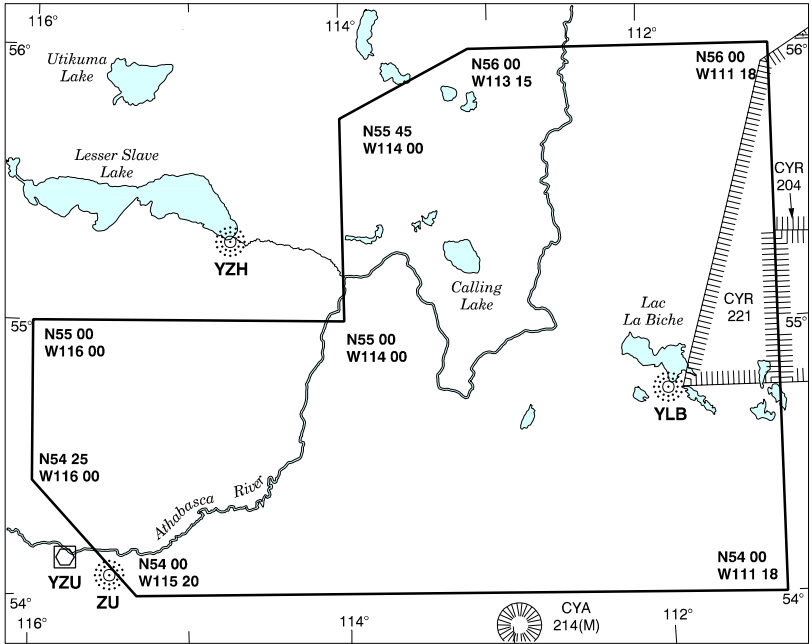 116°
114°
112°
56°
56°
Utikuma
Lake
N56 00
W113 15
N56 00
W111 18
N55 45
W114 00
Lesser Slave
Lake
CYR
204
YZH
Calling
Lake
Lac
La Biche
CYR
221
55°
55°
N55 00
W116 00
N55 00
W114 00
YLB
N54 25
W116 00
Athabasca River
YZU
ZU
N54 00
W115 20
N54 00
W111 18
54°
54°
CYA
214(M)
116°
114°
112°